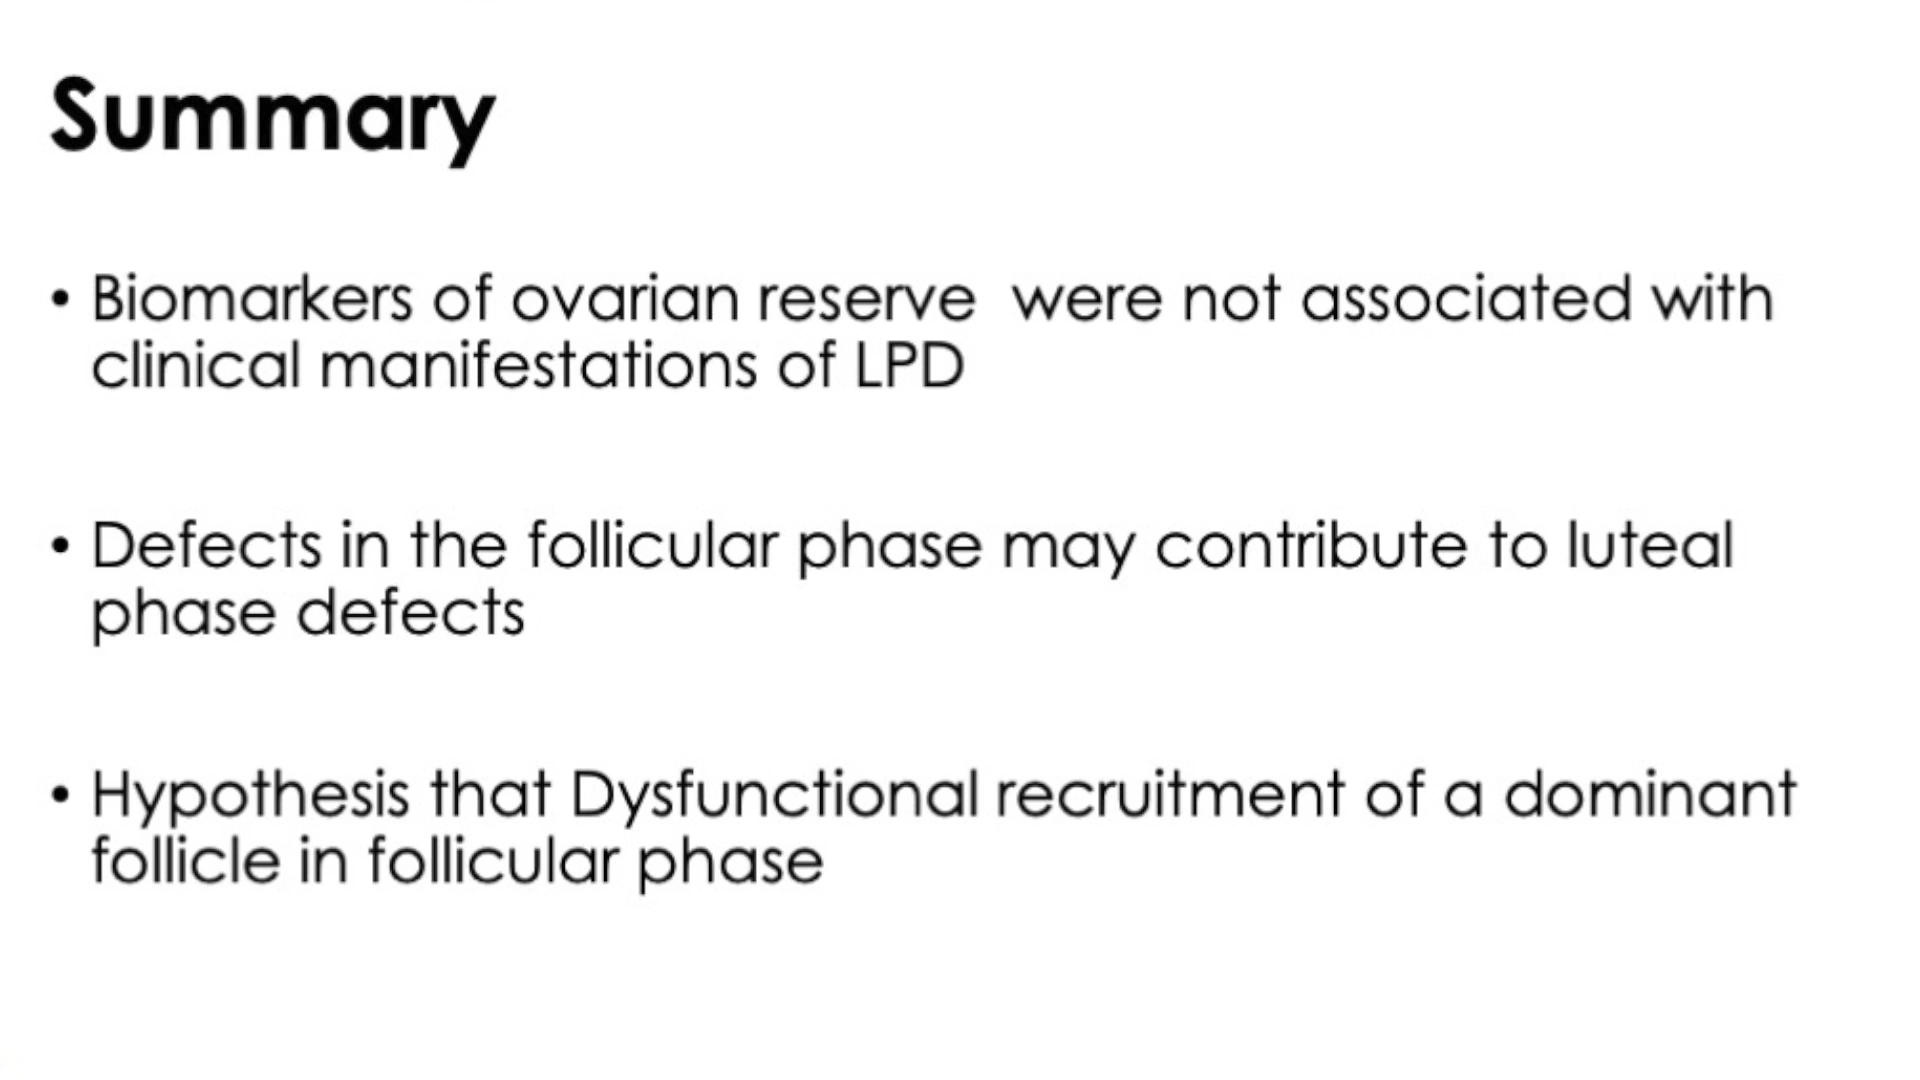 Summary
• Biomarkers of ovarian reserve  were not associated with
clinical manifestations of LPD
• Defects in the follicular phase may contribute to luteal
phase defects
• Hypothesis that Dysfunctional recruitment of a dominant
follicle in follicular phase